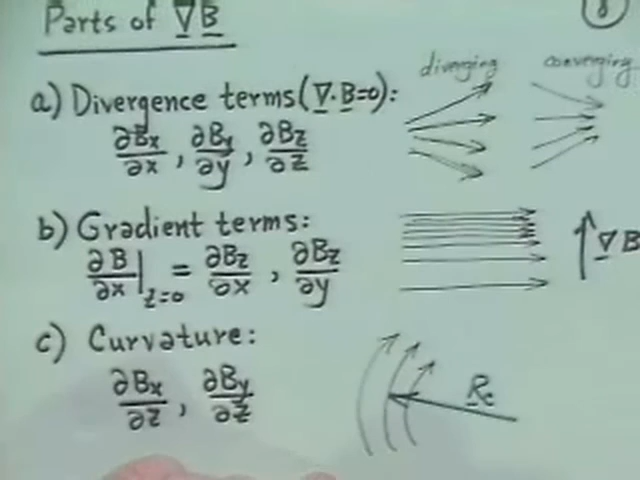 Parts of ∇B
8
a) Divergence terms (∇·B=0):
diverging
converging
∂Bx/∂x , ∂By/∂y , ∂Bz/∂z
b) Gradient terms:
∂B/∂x|z=0 = ∂Bz/∂x , ∂Bz/∂y
∇B
c) Curvature:
∂Bx/∂z , ∂By/∂z
Rc